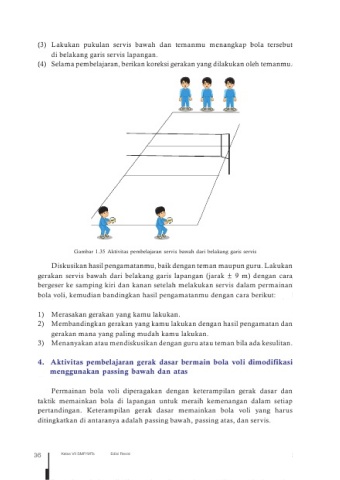 (3) Lakukan pukulan servis bawah dan temanmu menangkap bola tersebut
di belakang garis servis lapangan.
(4) Selama pembelajaran, berikan koreksi gerakan yang dilakukan oleh temanmu.
Gambar 1.35 Aktivitas pembelajaran servis bawah dari belakang garis servis
Diskusikan hasil pengamatanmu, baik dengan teman maupun guru. Lakukan
gerakan servis bawah dari belakang garis lapangan (jarak ± 9 m) dengan cara
bergeser ke samping kiri dan kanan setelah melakukan servis dalam permainan
bola voli, kemudian bandingkan hasil pengamatanmu dengan cara berikut:
1) Merasakan gerakan yang kamu lakukan.
2) Membandingkan gerakan yang kamu lakukan dengan hasil pengamatan dan
gerakan mana yang paling mudah kamu lakukan.
3) Menanyakan atau mendiskusikan dengan guru atau teman bila ada kesulitan.
4. Aktivitas pembelajaran gerak dasar bermain bola voli dimodifikasi
menggunakan passing bawah dan atas
Permainan bola voli diperagakan dengan keterampilan gerak dasar dan
taktik memainkan bola di lapangan untuk meraih kemenangan dalam setiap
pertandingan. Keterampilan gerak dasar memainkan bola voli yang harus
ditingkatkan di antaranya adalah passing bawah, passing atas, dan servis.
36 Kelas VII SMP/MTs